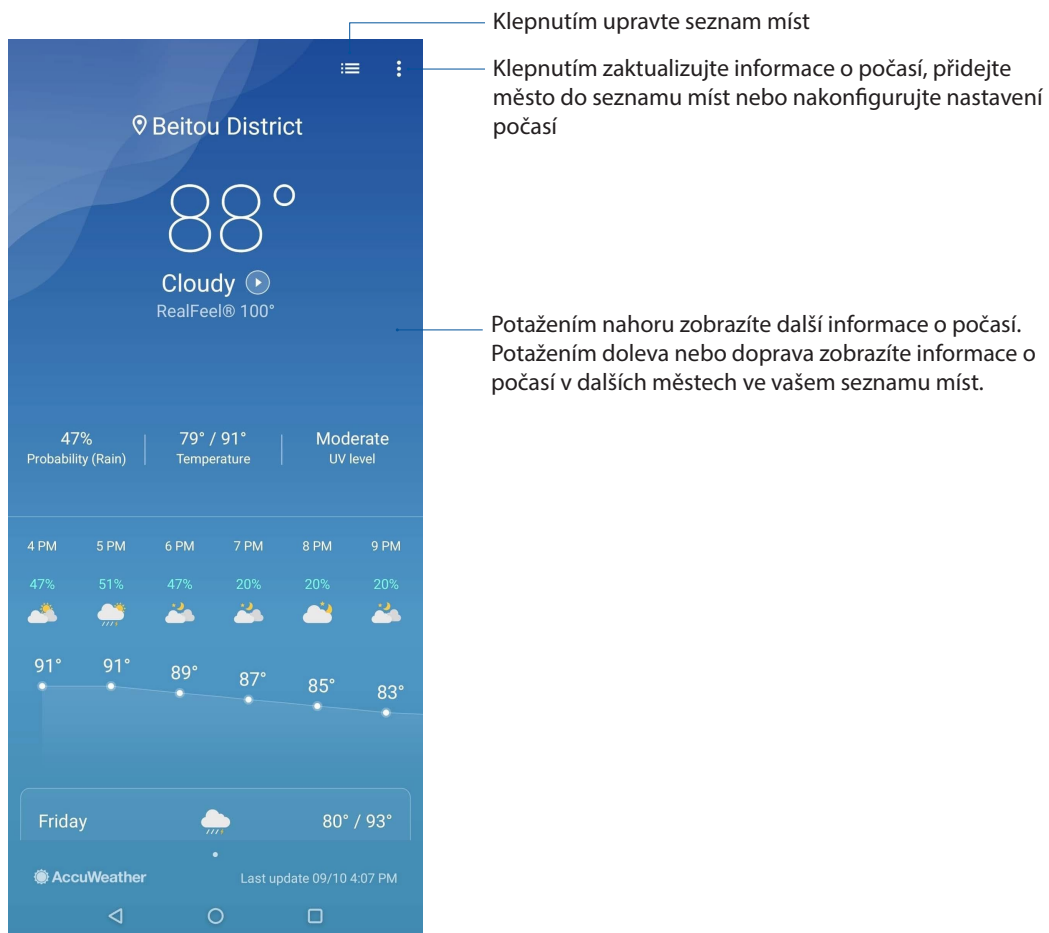 Klepnutím upravte seznam míst
Klepnutím zaktualizujte informace o počasí, přidejte
město do seznamu míst nebo nakonfigurujte nastavení
počasí
Beitou District
88°
Cloudy
RealFeel® 100°
Potažením nahoru zobrazíte další informace o počasí.
Potažením doleva nebo doprava zobrazíte informace o
počasí v dalších městech ve vašem seznamu míst.
47% 79° / 91° Moderate
Probability (Rain) Temperature UV level
4 PM 5 PM 6 PM 7 PM 8 PM 9 PM
47% 51% 47% 20% 20% 20%
91° 91° 89° 87° 85° 83°
Friday 80° / 93°
AccuWeather Last update 09/10 4:07 PM